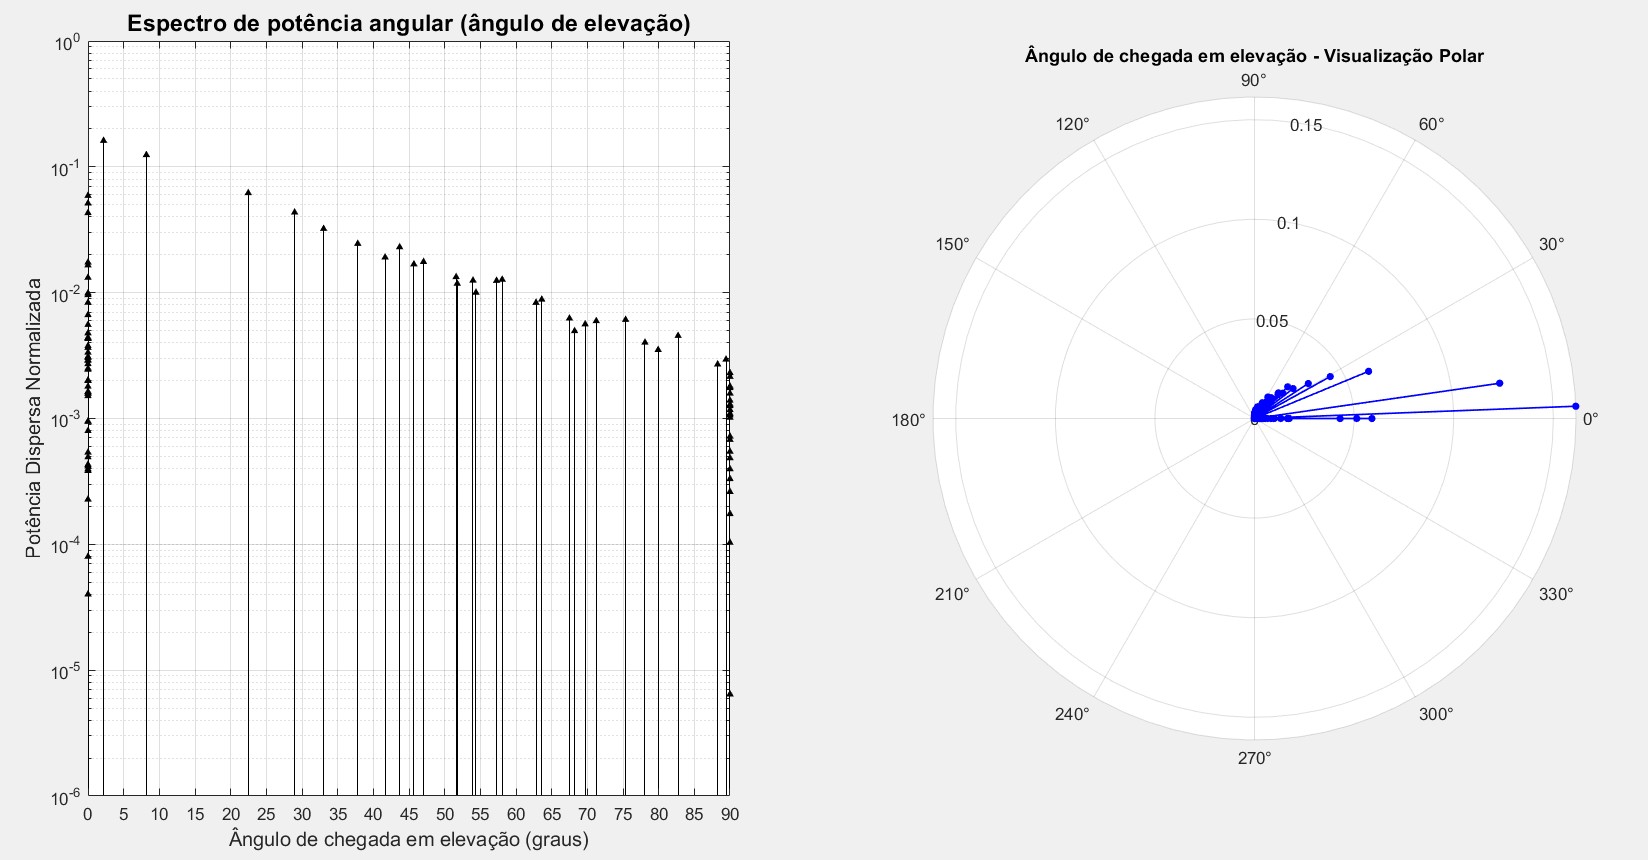 Espectro de potência angular (ângulo de elevação)
10^0
10^-1
10^-2
10^-3
10^-4
10^-5
10^-6
Potência Dispersa Normalizada
0 5 10 15 20 25 30 35 40 45 50 55 60 65 70 75 80 85 90
Ângulo de chegada em elevação (graus)
Ângulo de chegada em elevação - Visualização Polar
90°
120° 0.15 60°
0.1
150° 30°
0.05
180° 0 0°
210° 330°
240° 300°
270°